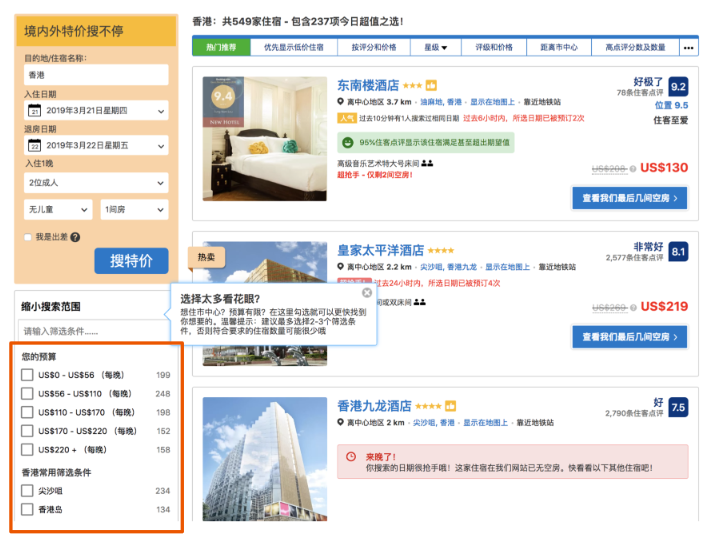 境内外特价搜不停
目的地/住宿名称:
香港
入住日期
21 2019年3月21日星期四
退房日期
22 2019年3月22日星期五
入住1晚
2位成人
无儿童
1间房
我是出差
搜特价
缩小搜索范围
请输入筛选条件......
您的预算
US$0 - US$56 (每晚) 199
US$56 - US$110 (每晚) 248
US$110 - US$170 (每晚) 198
US$170 - US$220 (每晚) 152
US$220 + (每晚) 158
香港常用筛选条件
尖沙咀 234
香港岛 134
选择太多看花眼?
想住市中心? 预算有限? 在这里勾选就可以更快找到
你想要的。温馨提示: 建议最多选择2-3个筛选条
件, 否则符合要求的住宿数量可能很少哦
香港: 共549家住宿 - 包含237项今日超值之选!
热门推荐
优先显示低价住宿
按评分和价格
星级
评级和价格
距离市中心
高点评分数及数量
9.4
东南楼酒店
离中心地区 3.7 km · 油麻地, 香港 · 显示在地图上 · 靠近地铁站
人气 过去10分钟有1人搜索过相同日期 过去6小时内, 所选日期已被预订2次
95%住客点评显示该住宿满足甚至超出期望值
高级音乐艺术特大号床间
超抢手 - 仅剩2间空房!
好极了 9.2
78条住客点评
位置 9.5
住客至爱
US$208 US$130
查看我们最后几间空房
热卖
皇家太平洋酒店
离中心地区 2.2 km · 尖沙咀, 香港九龙 · 显示在地图上 · 靠近地铁站
过去24小时内, 所选日期已被预订4次
间或双床间
非常好 8.1
2,577条住客点评
US$269 US$219
查看我们最后几间空房
香港九龙酒店
离中心地区 2 km · 尖沙咀, 香港 · 显示在地图上 · 靠近地铁站
好 7.5
2,790条住客点评
来晚了!
你搜索的日期很抢手哦! 这家住宿在我们网站已无空房。快看看以下其他住宿吧!